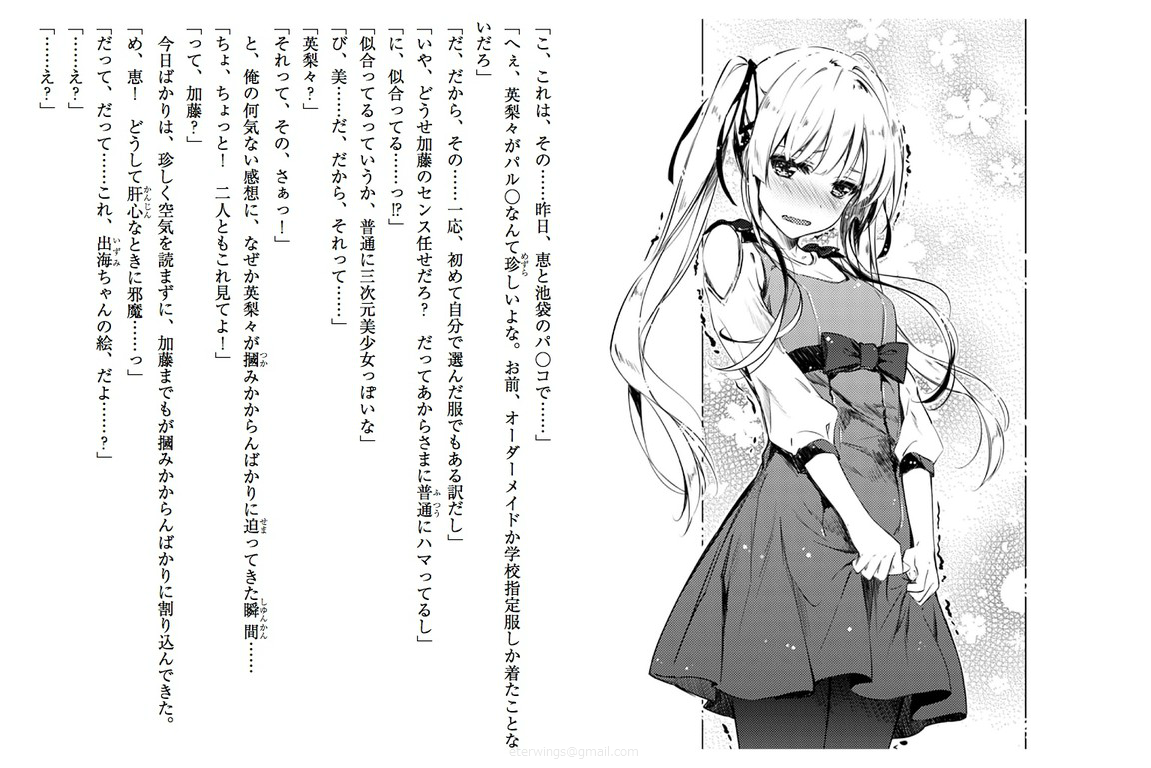 「こ、これは、その……昨日、恵と池袋のパ〇コで……」
「へぇ、英梨々がパル〇なんて珍しいよな。お前、オーダーメイドか学校指定服しか着たことな
いだろ」
「だ、だから、その……一応、初めて自分で選んだ服でもある訳だし」
「いや、どうせ加藤のセンス任せだろ？　だってあからさまに普通にハマってるし」
「に、似合ってる……っ!?」
「似合ってるっていうか、普通に三次元美少女っぽいな」
「び、美……だ、だから、それって……」
「英梨々？」
「それって、その、さぁっ！」
　と、俺の何気ない感想に、なぜか英梨々が摑みかからんばかりに迫ってきた瞬間……
「ちょ、ちょっと！　二人ともこれ見てよ！」
「って、加藤？」
　今日ばかりは、珍しく空気を読まずに、加藤までもが摑みかからんばかりに割り込んできた。
「め、恵！　どうして肝心なときに邪魔……っ」
「だって、だって……これ、出海ちゃんの絵、だよ……？」
「……え？」
「……え？」
eterwings@gmail.com